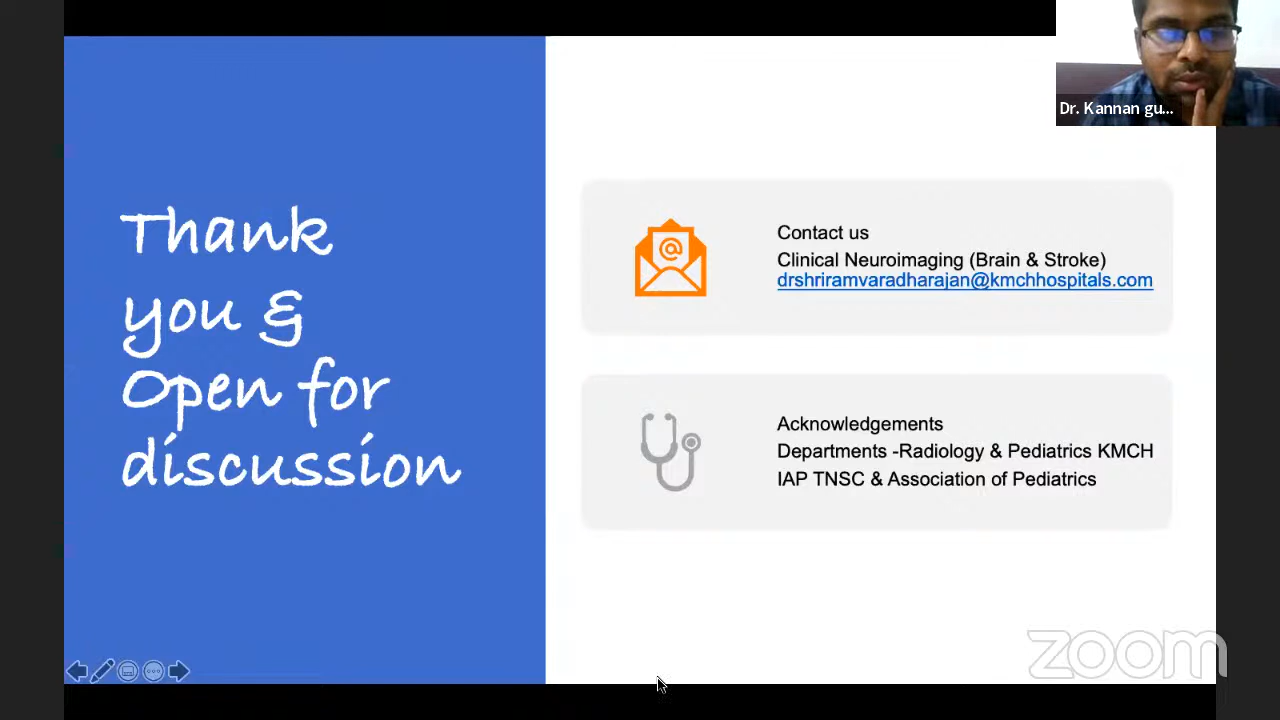 Dr. Kannan gu...
Thank
you &
Open for
discussion
Contact us
Clinical Neuroimaging (Brain & Stroke)
drshriramvaradharajan@kmchhospitals.com
Acknowledgements
Departments -Radiology & Pediatrics KMCH
IAP TNSC & Association of Pediatrics
zoom